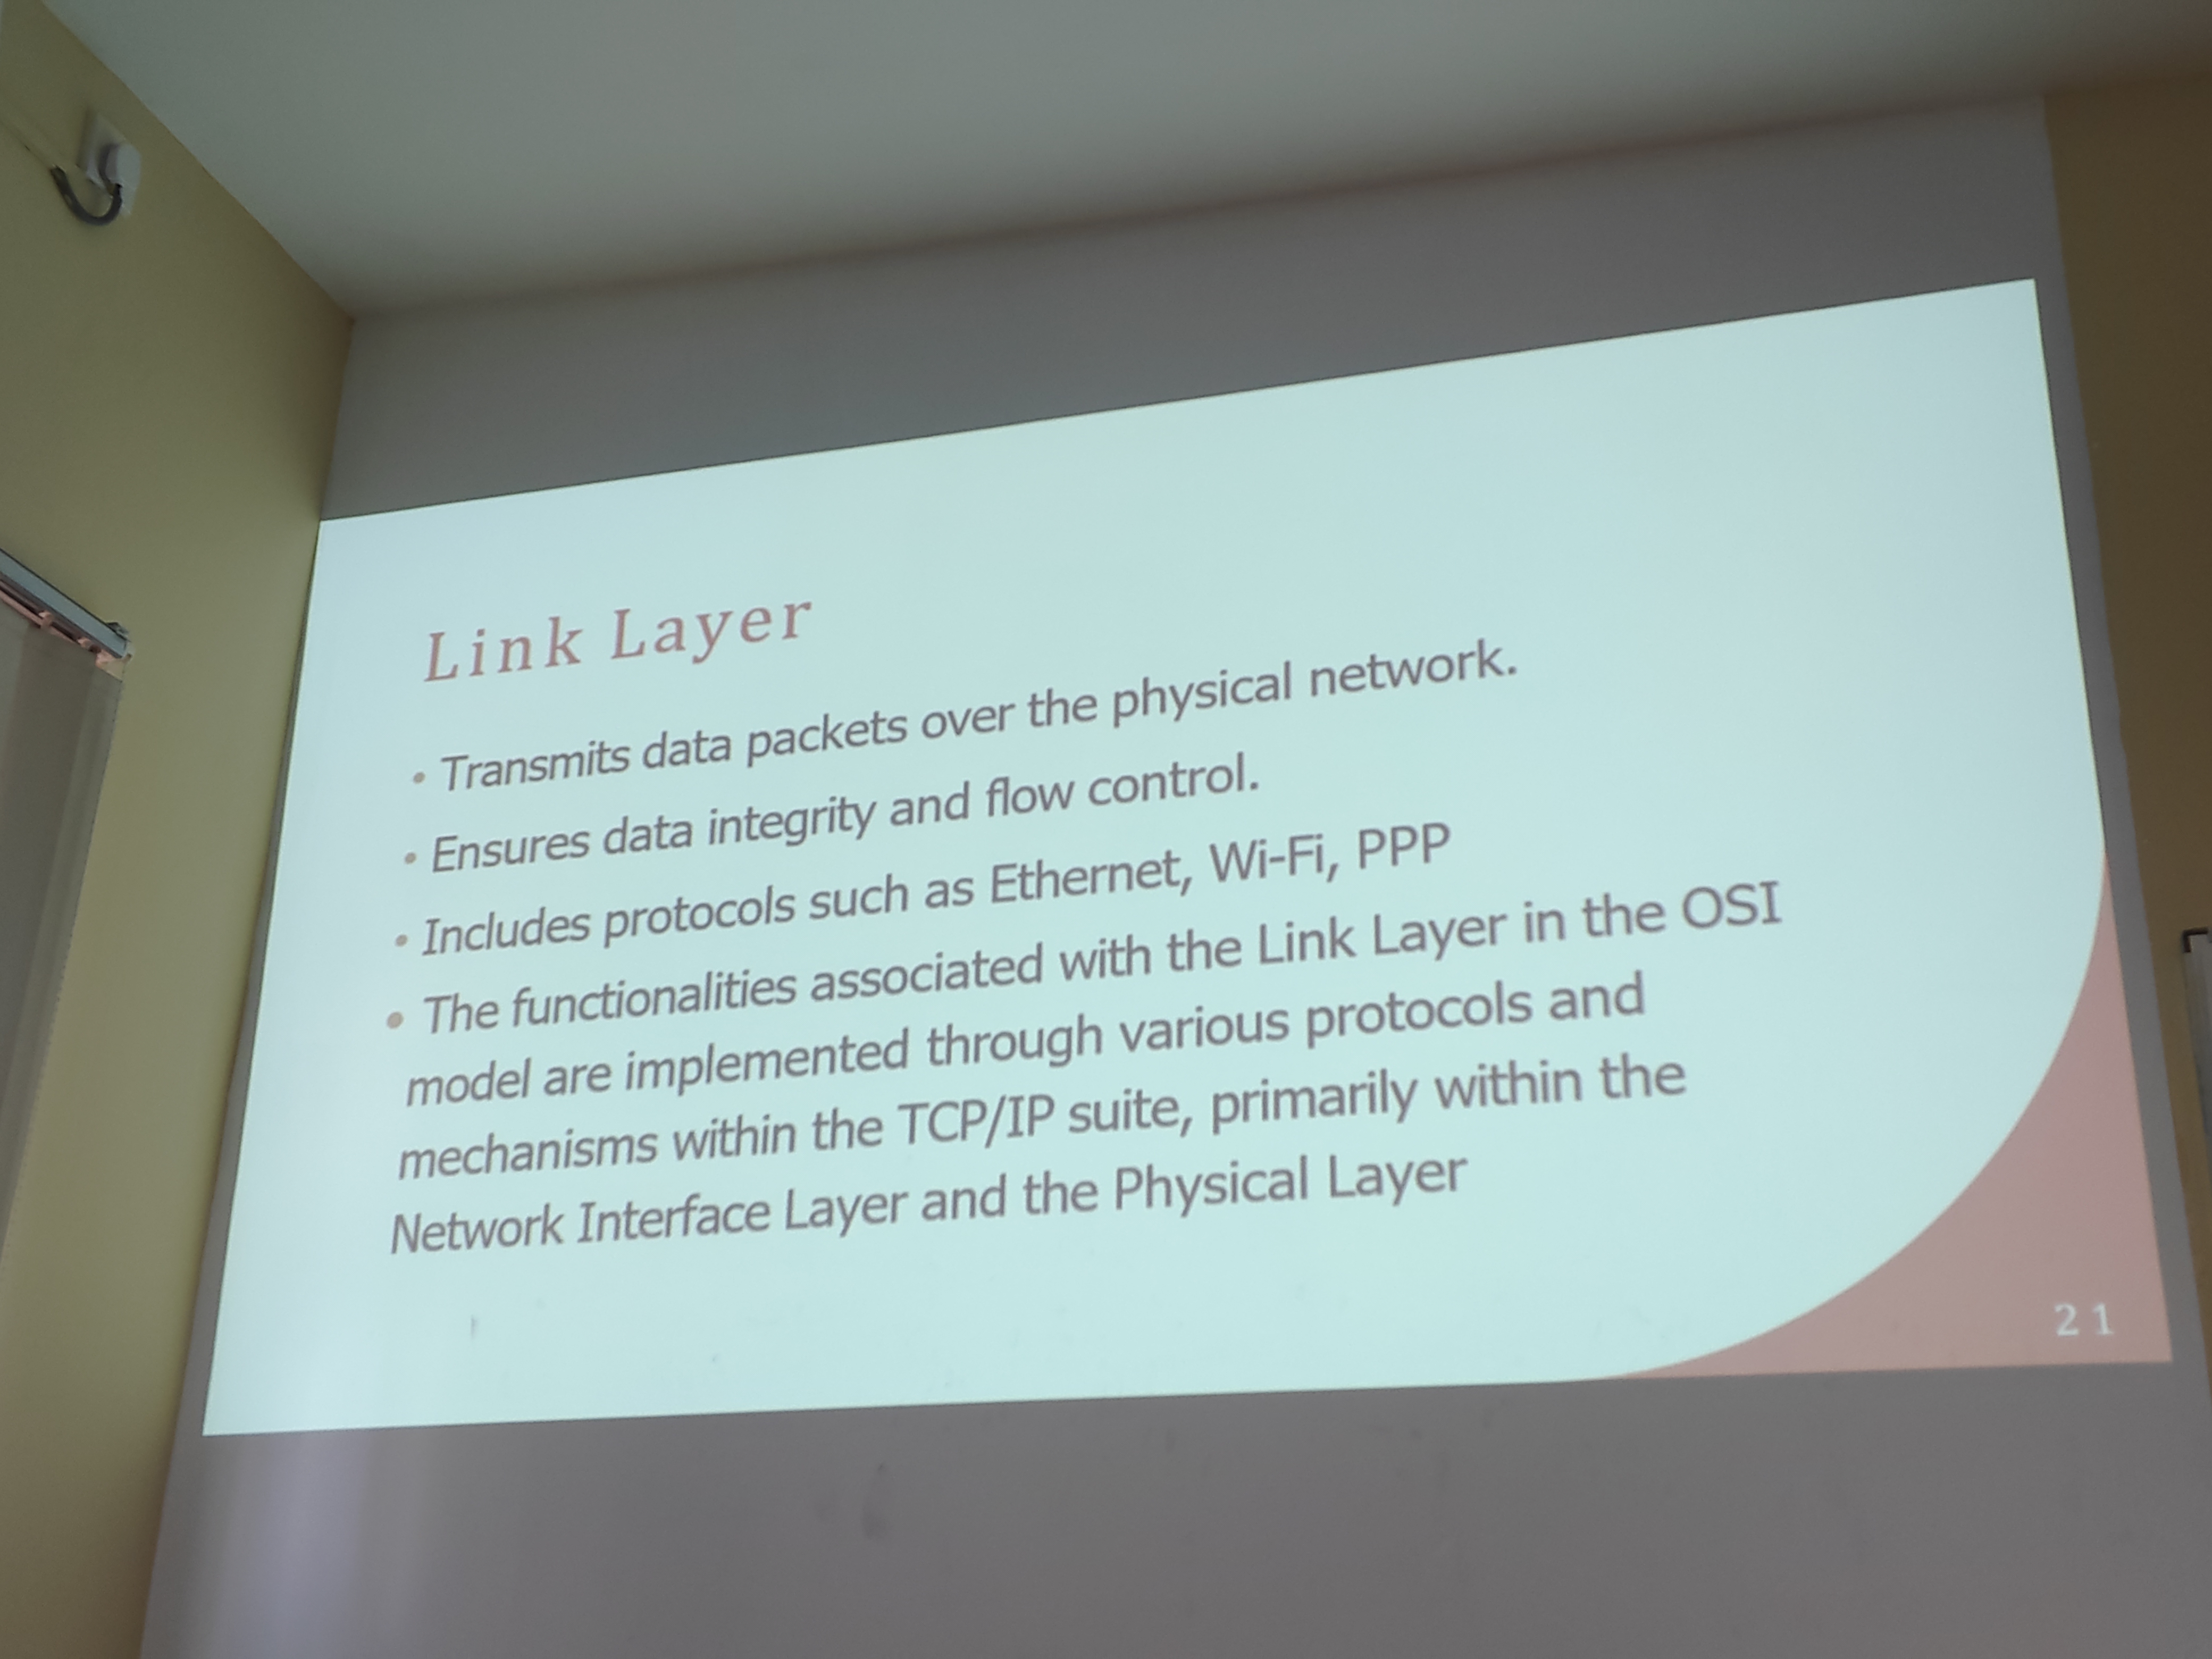 Link Layer
• Transmits data packets over the physical network.
• Ensures data integrity and flow control.
• Includes protocols such as Ethernet, Wi-Fi, PPP
• The functionalities associated with the Link Layer in the OSI
model are implemented through various protocols and
mechanisms within the TCP/IP suite, primarily within the
Network Interface Layer and the Physical Layer
21